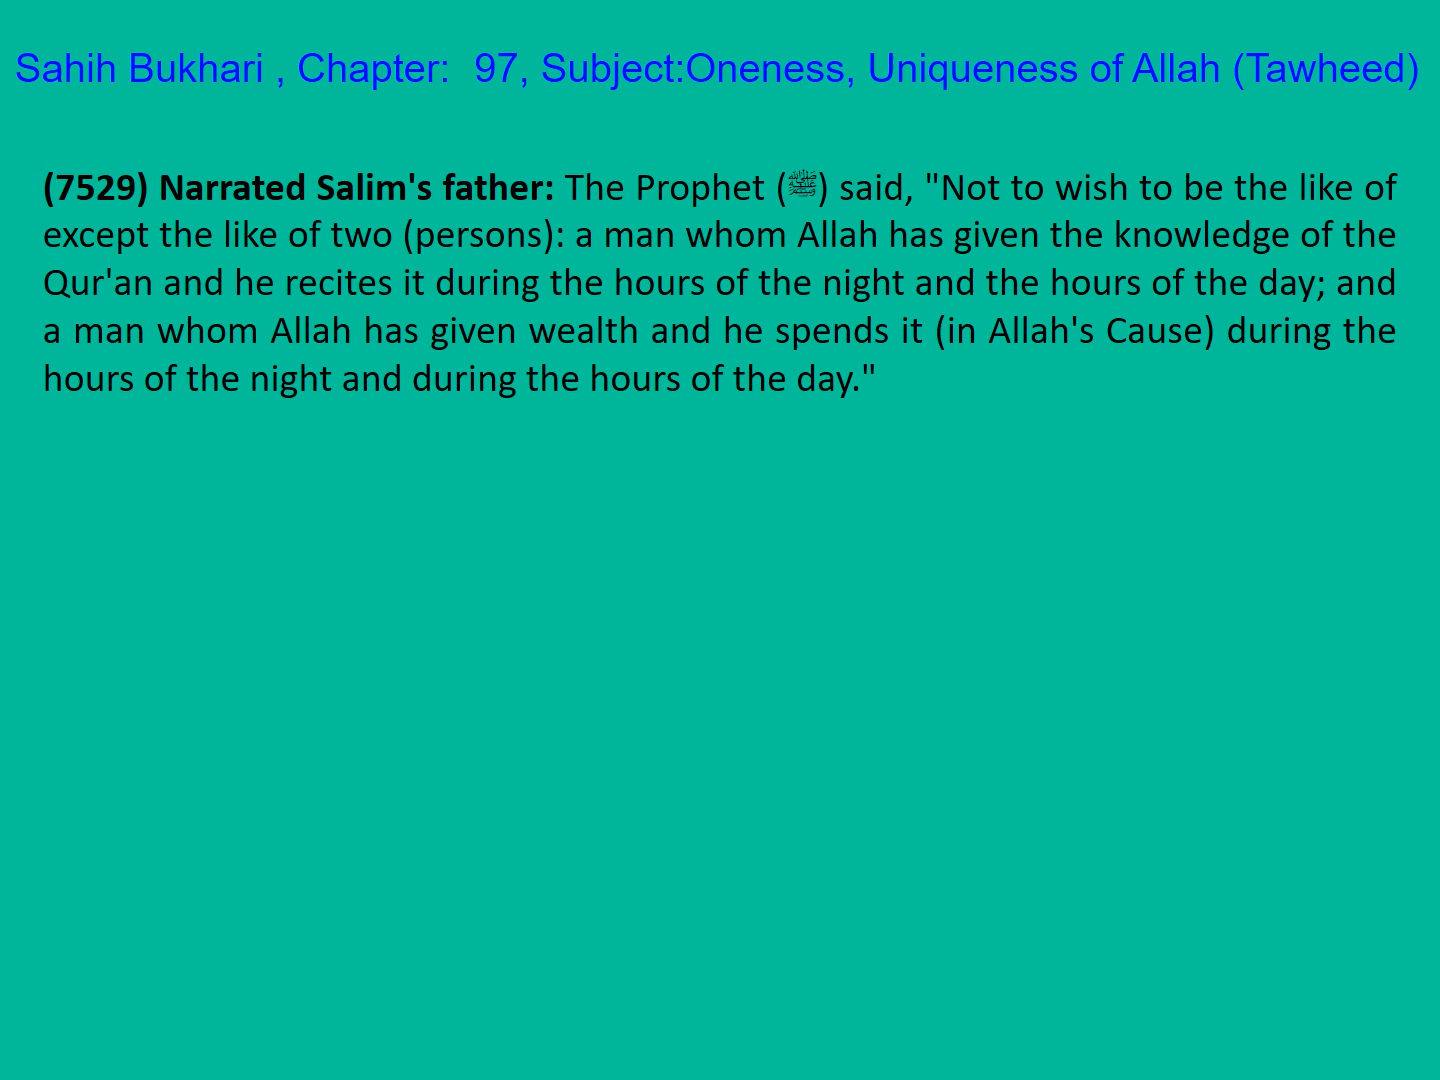 Sahih Bukhari , Chapter:  97, Subject:Oneness, Uniqueness of Allah (Tawheed)
(7529) Narrated Salim's father: The Prophet (ﷺ) said, "Not to wish to be the like of
except the like of two (persons): a man whom Allah has given the knowledge of the
Qur'an and he recites it during the hours of the night and the hours of the day; and
a man whom Allah has given wealth and he spends it (in Allah's Cause) during the
hours of the night and during the hours of the day."